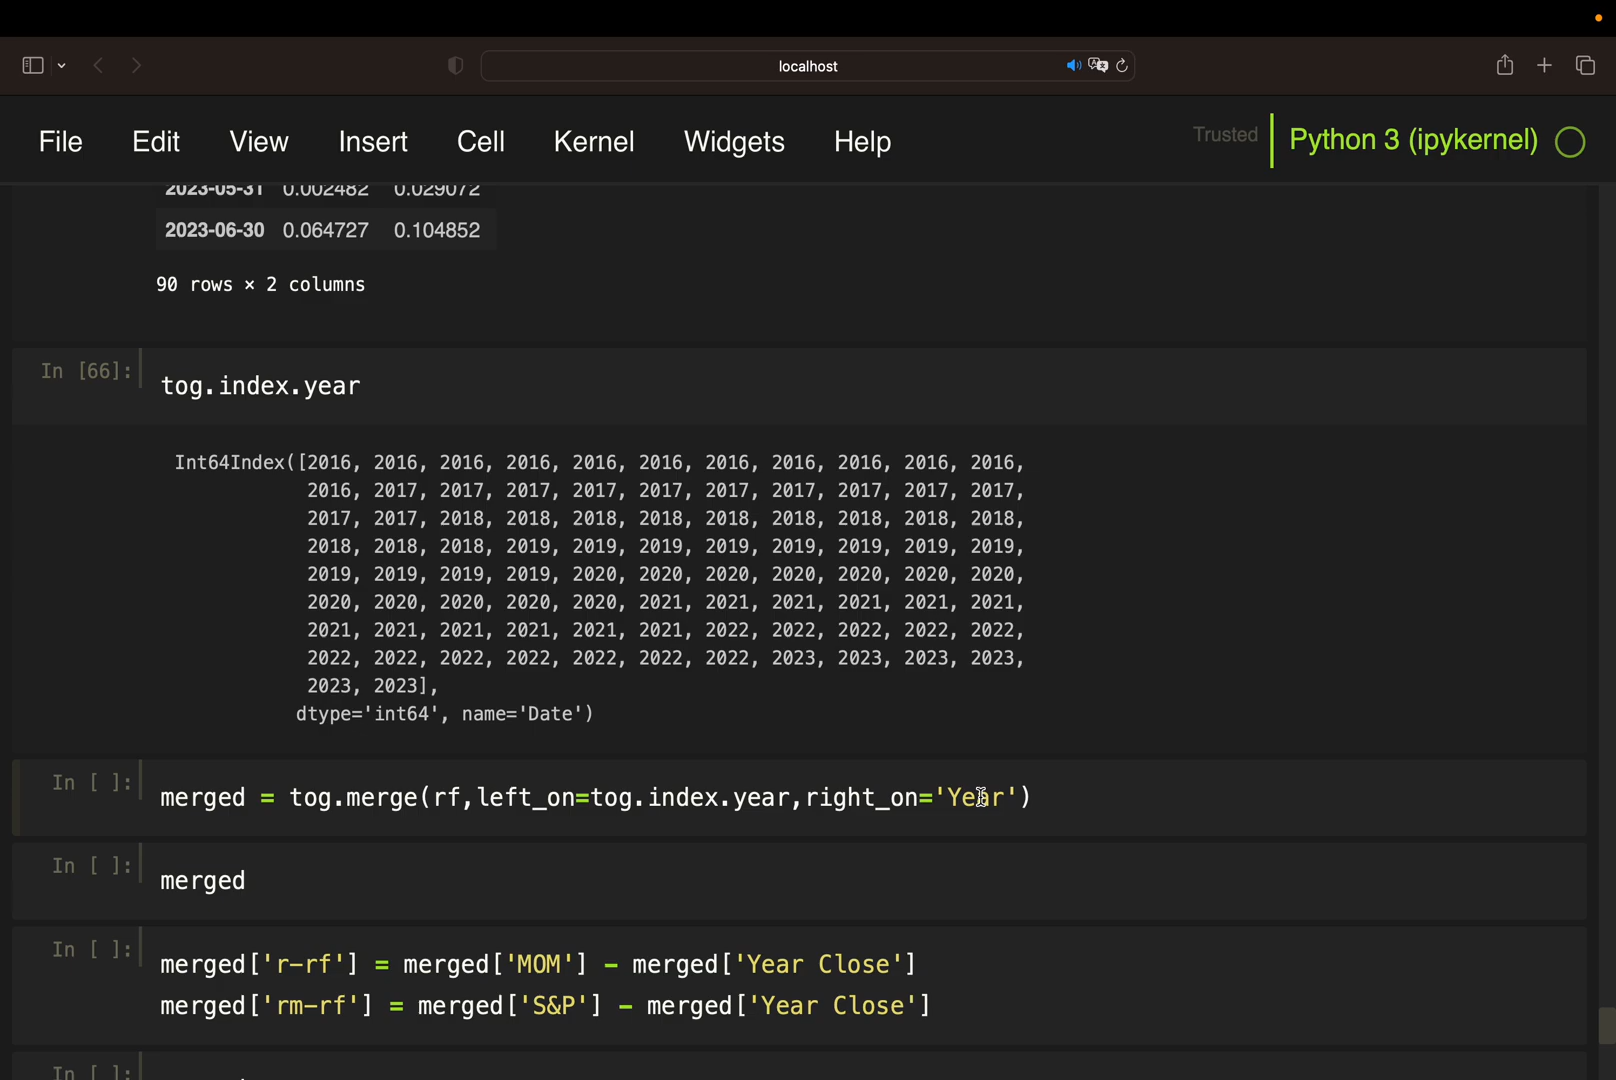 localhost
File Edit View Insert Cell Kernel Widgets Help Trusted Python 3 (ipykernel)
2023-05-31 0.002482 0.029072
2023-06-30 0.064727 0.104852
90 rows × 2 columns
In [66]: tog.index.year
Int64Index([2016, 2016, 2016, 2016, 2016, 2016, 2016, 2016, 2016, 2016, 2016,
2016, 2017, 2017, 2017, 2017, 2017, 2017, 2017, 2017, 2017, 2017,
2017, 2017, 2018, 2018, 2018, 2018, 2018, 2018, 2018, 2018, 2018,
2018, 2018, 2018, 2019, 2019, 2019, 2019, 2019, 2019, 2019, 2019,
2019, 2019, 2019, 2019, 2020, 2020, 2020, 2020, 2020, 2020, 2020,
2020, 2020, 2020, 2020, 2020, 2021, 2021, 2021, 2021, 2021, 2021,
2021, 2021, 2021, 2021, 2021, 2021, 2022, 2022, 2022, 2022, 2022,
2022, 2022, 2022, 2022, 2022, 2022, 2022, 2023, 2023, 2023, 2023,
2023, 2023],
dtype='int64', name='Date')
In [ ]: merged = tog.merge(rf,left_on=tog.index.year,right_on='Year')
In [ ]: merged
In [ ]: merged['r-rf'] = merged['MOM'] - merged['Year Close']
merged['rm-rf'] = merged['S&P'] - merged['Year Close']
In [ ]: